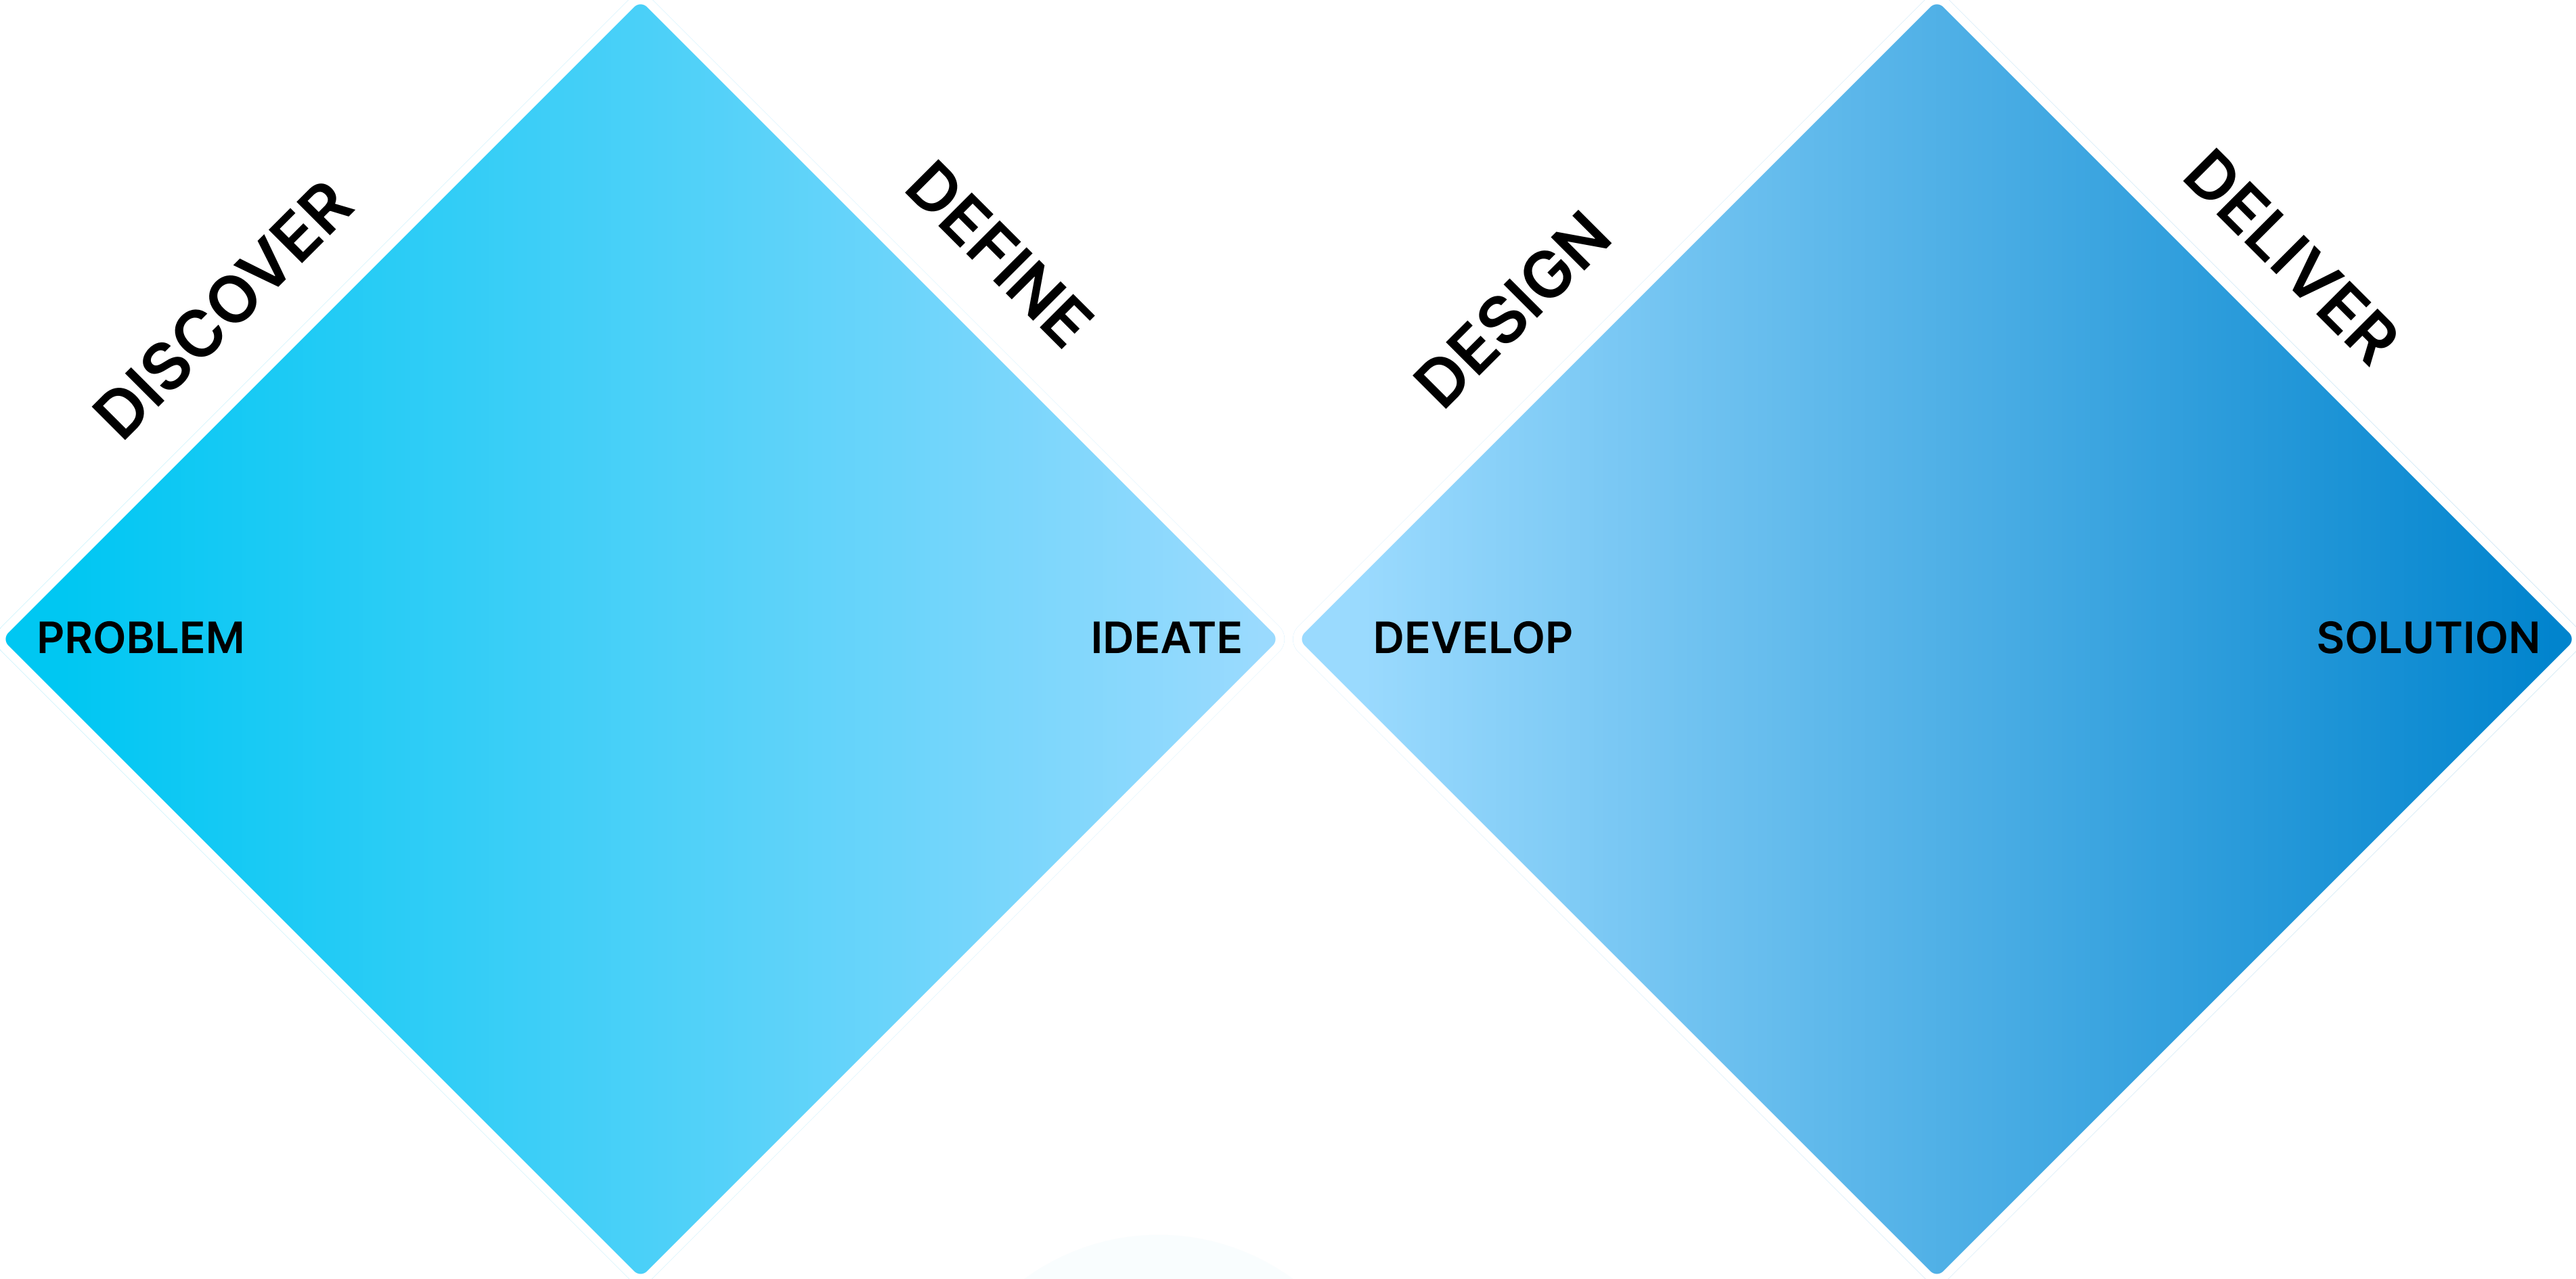 DISCOVER
DEFINE
DESIGN
DELIVER
PROBLEM
IDEATE
DEVELOP
SOLUTION